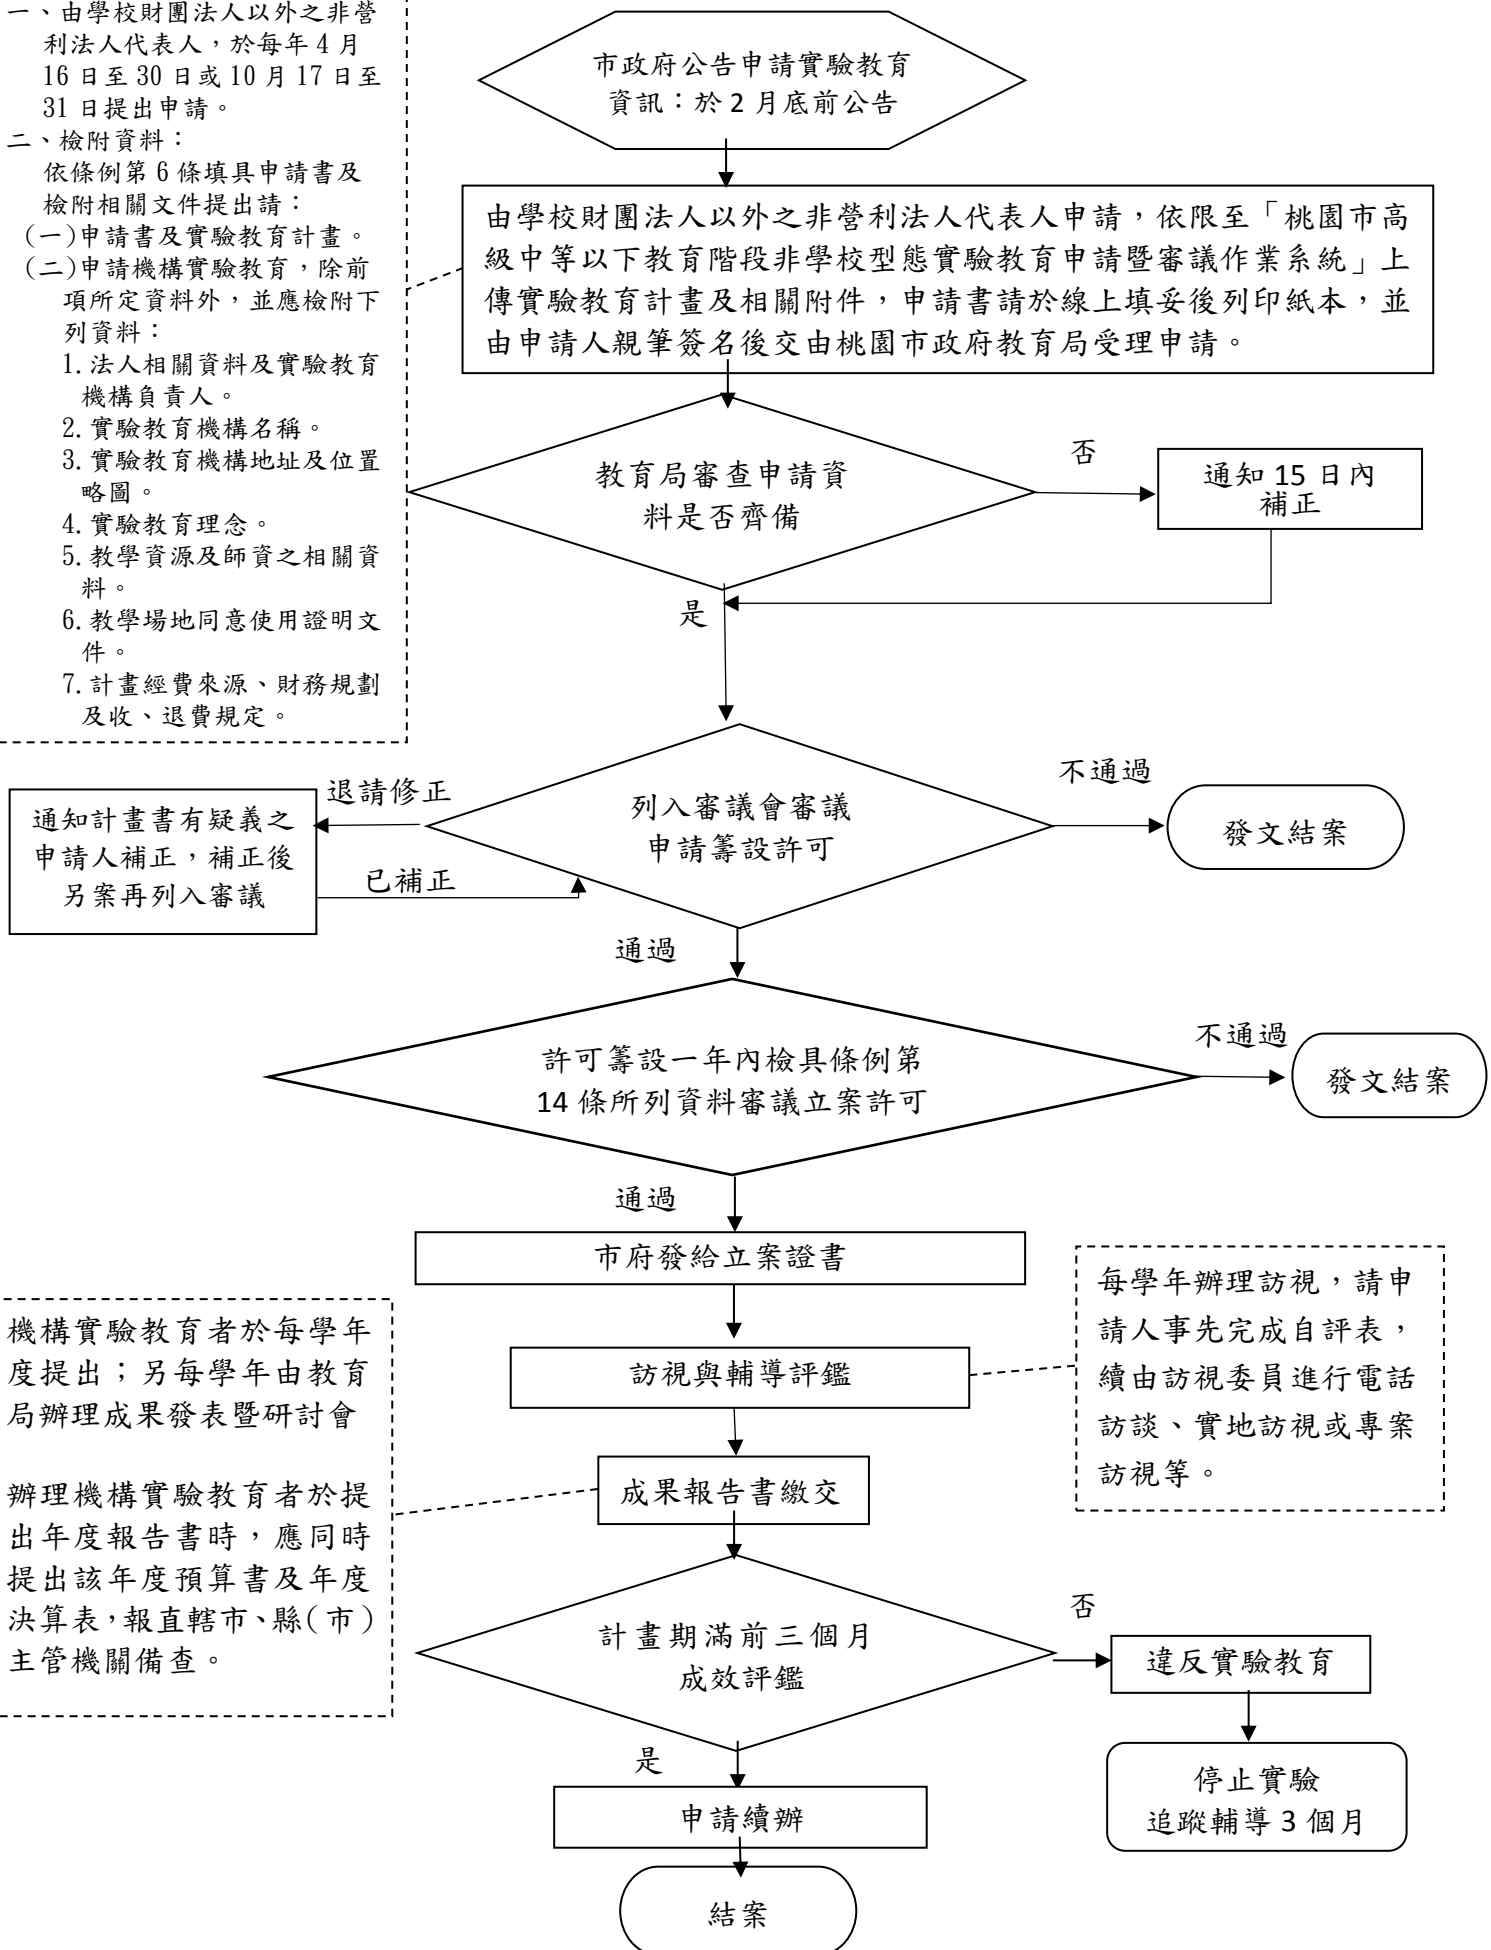 一、由學校財團法人以外之非營
利法人代表人，於每年4月
16日至30日或10月17日至
31日提出申請。
二、檢附資料：
依條例第6條填具申請書及
檢附相關文件提出請：
(一)申請書及實驗教育計畫。
(二)申請機構實驗教育，除前
項所定資料外，並應檢附下
列資料：
1.法人相關資料及實驗教育
機構負責人。
2.實驗教育機構名稱。
3.實驗教育機構地址及位置
略圖。
4.實驗教育理念。
5.教學資源及師資之相關資
料。
6.教學場地同意使用證明文
件。
7.計畫經費來源、財務規劃
及收、退費規定。
市政府公告申請實驗教育
資訊：於2月底前公告
由學校財團法人以外之非營利法人代表人申請，依限至「桃園市高
級中等以下教育階段非學校型態實驗教育申請暨審議作業系統」上
傳實驗教育計畫及相關附件，申請書請於線上填妥後列印紙本，並
由申請人親筆簽名後交由桃園市政府教育局受理申請。
教育局審查申請資
料是否齊備
否
通知15日內
補正
是
列入審議會審議
申請籌設許可
退請修正
通知計畫書有疑義之
申請人補正，補正後
另案再列入審議
已補正
不通過
發文結案
通過
許可籌設一年內檢具條例第
14條所列資料審議立案許可
不通過
發文結案
通過
市府發給立案證書
訪視與輔導評鑑
每學年辦理訪視，請申
請人事先完成自評表，
續由訪視委員進行電話
訪談、實地訪視或專案
訪視等。
成果報告書繳交
機構實驗教育者於每學年
度提出；另每學年由教育
局辦理成果發表暨研討會
辦理機構實驗教育者於提
出年度報告書時，應同時
提出該年度預算書及年度
決算表，報直轄市、縣(市)
主管機關備查。
計畫期滿前三個月
成效評鑑
否
違反實驗教育
停止實驗
追蹤輔導3個月
是
申請續辦
結案